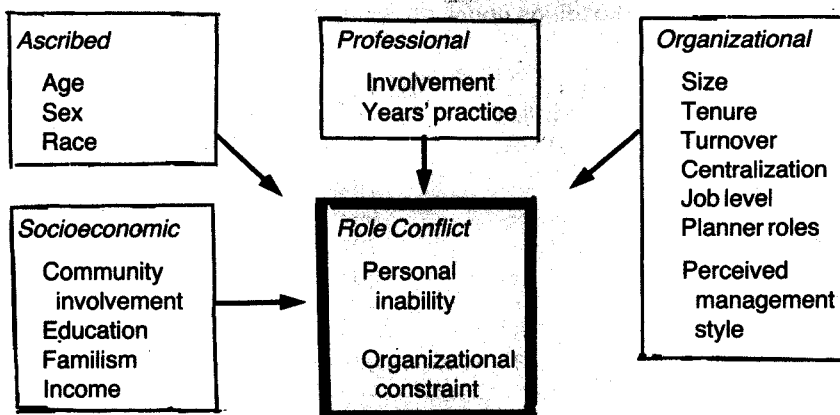 Ascribed
Age
Sex
Race
Professional
Involvement
Years' practice
Organizational
Size
Tenure
Turnover
Centralization
Job level
Planner roles
Perceived
management
style
Socioeconomic
Community
involvement
Education
Familism
Income
Role Conflict
Personal
inability
Organizational
constraint